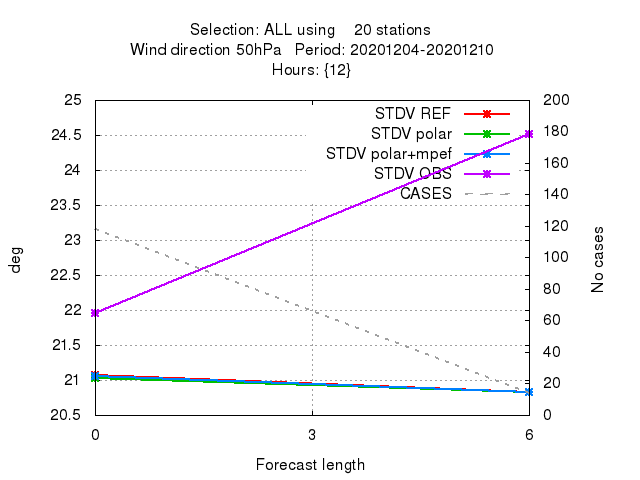 Selection: ALL using 20 stations
Wind direction 50hPa Period: 20201204-20201210
Hours: {12}
STDV REF
STDV polar
STDV polar+mpef
STDV OBS
CASES
25
24.5
24
23.5
23
22.5
22
21.5
21
20.5
200
180
160
140
120
100
80
60
40
20
0
deg
No cases
0 3 6
Forecast length